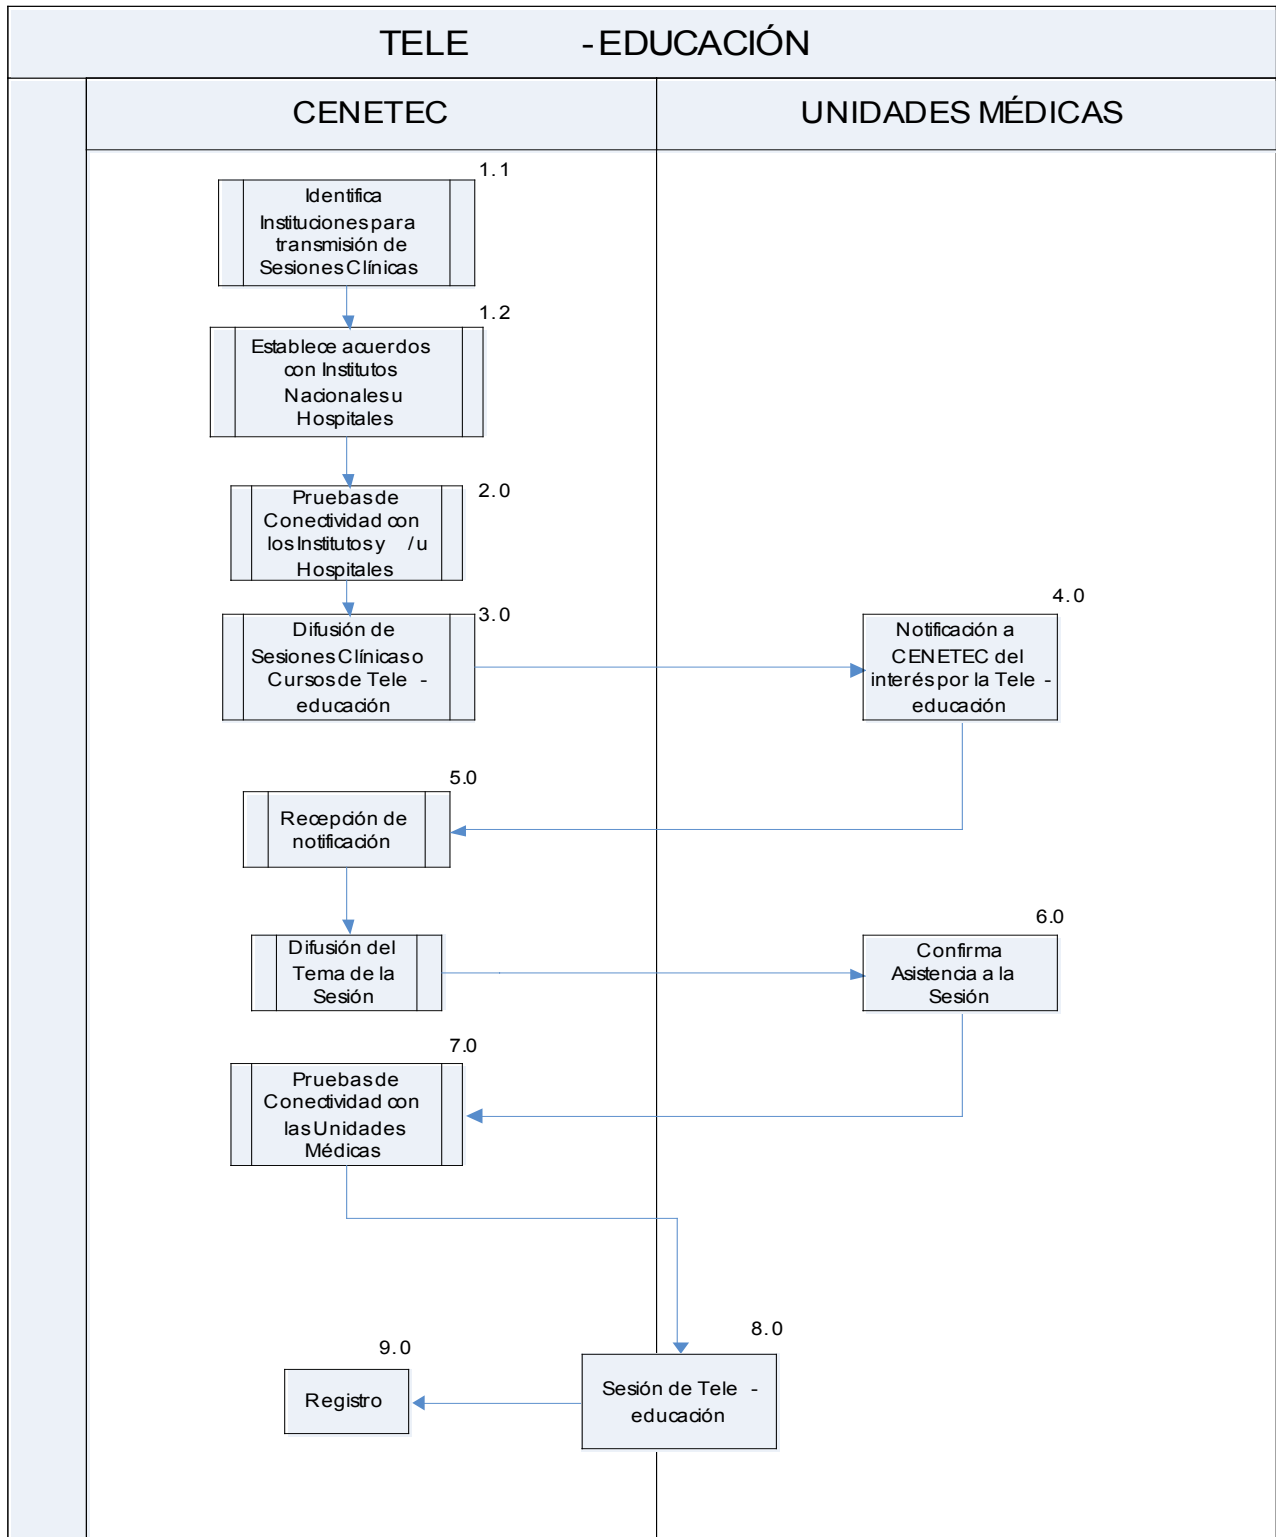 TELE -EDUCACIÓN
CENETEC
UNIDADES MÉDICAS
1.1
Identifica
Instituciones para
transmisión de
Sesiones Clínicas
1.2
Establece acuerdos
con Institutos
Nacionales u
Hospitales
2.0
Pruebas de
Conectividad con
los Institutos y /u
Hospitales
3.0
Difusión de
Sesiones Clínicas o
Cursos de Tele -
educación
4.0
Notificación a
CENETEC del
interés por la Tele -
educación
5.0
Recepción de
notificación
Difusión del
Tema de la
Sesión
6.0
Confirma
Asistencia a la
Sesión
7.0
Pruebas de
Conectividad con
las Unidades
Médicas
8.0
Sesión de Tele -
educación
9.0
Registro